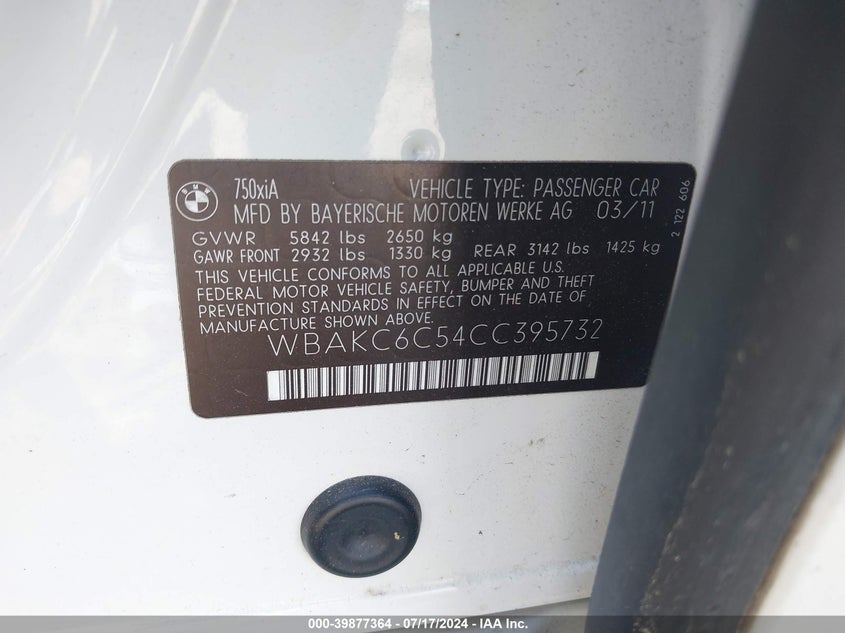 BMW
750xiA VEHICLE TYPE: PASSENGER CAR
MFD BY BAYERISCHE MOTOREN WERKE AG 03/11
GVWR 5842 lbs 2650 kg
GAWR FRONT 2932 lbs 1330 kg REAR 3142 lbs 1425 kg
THIS VEHICLE CONFORMS TO ALL APPLICABLE U.S.
FEDERAL MOTOR VEHICLE SAFETY, BUMPER AND THEFT
PREVENTION STANDARDS IN EFFECT ON THE DATE OF
MANUFACTURE SHOWN ABOVE.
WBAKC6C54CC395732
2 122 606
000-39877364 - 07/17/2024 - IAA Inc.